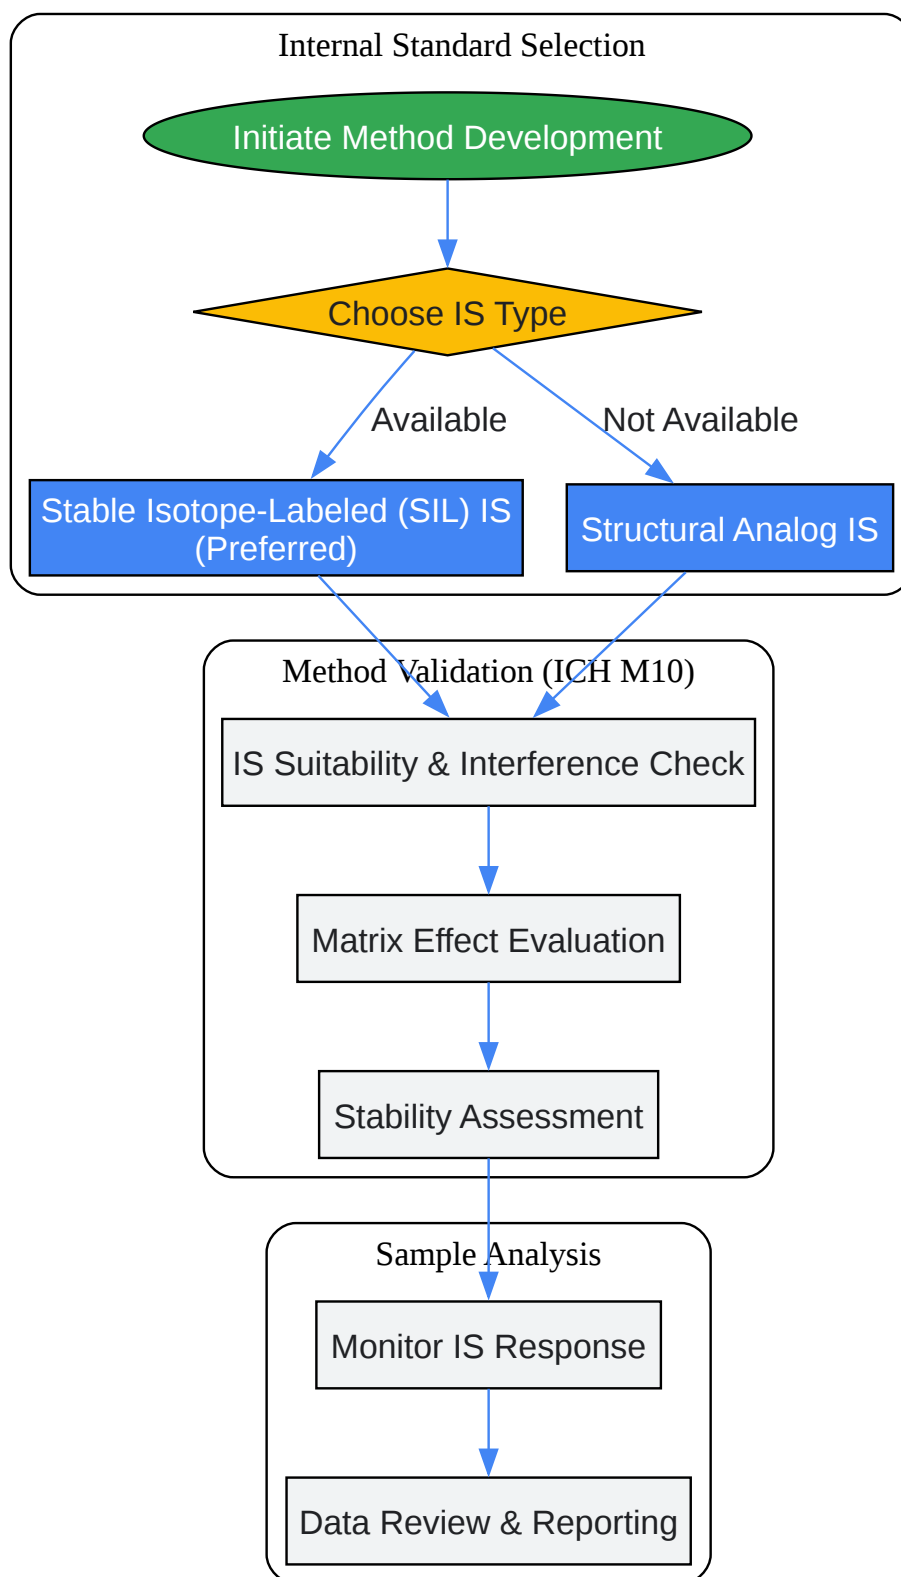 Internal Standard Selection
Initiate Method Development
Choose IS Type
Available
Not Available
Stable Isotope-Labeled (SIL) IS
(Preferred)
Structural Analog IS
Method Validation (ICH M10)
IS Suitability & Interference Check
Matrix Effect Evaluation
Stability Assessment
Sample Analysis
Monitor IS Response
Data Review & Reporting